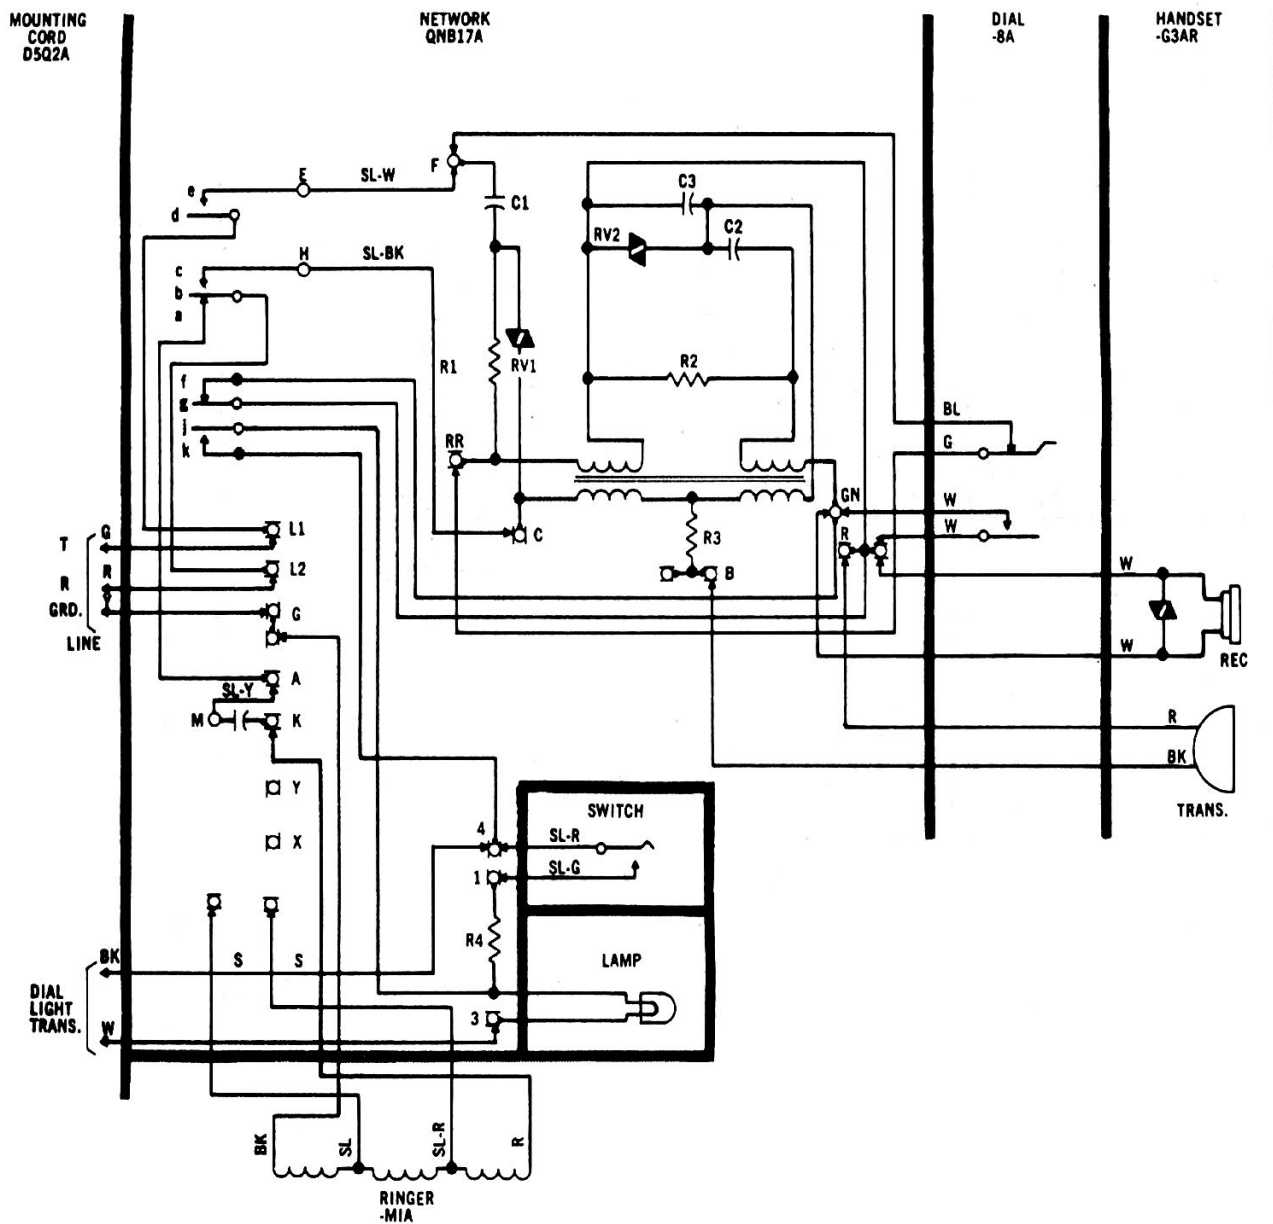 MOUNTING
CORD
D5Q2A
NETWORK
QNB17A
DIAL
-8A
HANDSET
-G3AR
F
E
SL-W
e
d
C1
C3
RV2
C2
H
SL-BK
c
b
a
R1
RV1
R2
f
g
j
k
BL
RR
G
GN
W
W
T
G
L1
C
R3
R
R
R
L2
B
W
GRD.
G
LINE
W
REC
A
SL-Y
M
K
R
BK
Y
TRANS.
SWITCH
4
SL-R
X
SL-G
1
R4
LAMP
BK
S
S
DIAL
LIGHT
TRANS.
3
W
BK
SL
SL-R
R
RINGER
-M1A